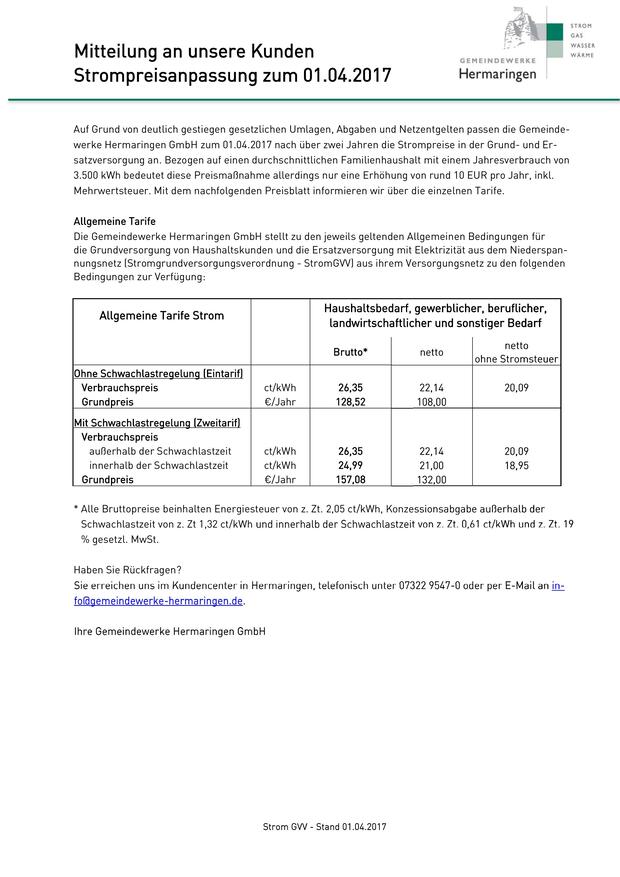 Mitteilung an unsere Kunden
Strompreisanpassung zum 01.04.2017
STROM
GAS
WASSER
WÄRME
GEMEINDEWERKE
Hermaringen
Auf Grund von deutlich gestiegen gesetzlichen Umlagen, Abgaben und Netzentgelten passen die Gemeinde-
werke Hermaringen GmbH zum 01.04.2017 nach über zwei Jahren die Strompreise in der Grund- und Er-
satzversorgung an. Bezogen auf einen durchschnittlichen Familienhaushalt mit einem Jahresverbrauch von
3.500 kWh bedeutet diese Preismaßnahme allerdings nur eine Erhöhung von rund 10 EUR pro Jahr, inkl.
Mehrwertsteuer. Mit dem nachfolgenden Preisblatt informieren wir über die einzelnen Tarife.
Allgemeine Tarife
Die Gemeindewerke Hermaringen GmbH stellt zu den jeweils geltenden Allgemeinen Bedingungen für
die Grundversorgung von Haushaltskunden und die Ersatzversorgung mit Elektrizität aus dem Niederspan-
nungsnetz (Stromgrundversorgungsverordnung - StromGVV) aus ihrem Versorgungsnetz zu den folgenden
Bedingungen zur Verfügung:
Allgemeine Tarife Strom
Haushaltsbedarf, gewerblicher, beruflicher,
landwirtschaftlicher und sonstiger Bedarf
Brutto* netto netto
ohne Stromsteuer
Ohne Schwachlastregelung (Eintarif)
Verbrauchspreis ct/kWh 26,35 22,14 20,09
Grundpreis €/Jahr 128,52 108,00
Mit Schwachlastregelung (Zweitarif)
Verbrauchspreis
außerhalb der Schwachlastzeit ct/kWh 26,35 22,14 20,09
innerhalb der Schwachlastzeit ct/kWh 24,99 21,00 18,95
Grundpreis €/Jahr 157,08 132,00
* Alle Bruttopreise beinhalten Energiesteuer von z. Zt. 2,05 ct/kWh, Konzessionsabgabe außerhalb der
Schwachlastzeit von z. Zt 1,32 ct/kWh und innerhalb der Schwachlastzeit von z. Zt. 0,61 ct/kWh und z. Zt. 19
% gesetzl. MwSt.
Haben Sie Rückfragen?
Sie erreichen uns im Kundencenter in Hermaringen, telefonisch unter 07322 9547-0 oder per E-Mail an in-
fo@gemeindewerke-hermaringen.de.
Ihre Gemeindewerke Hermaringen GmbH
Strom GVV - Stand 01.04.2017